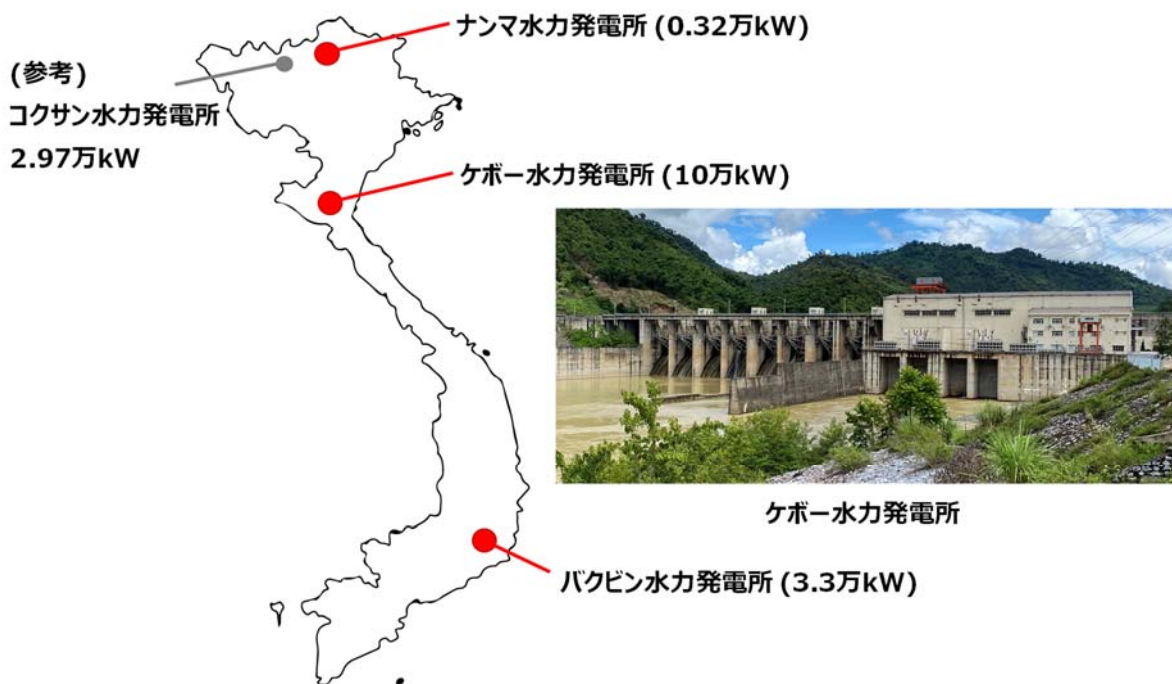 ナンマ水力発電所 (0.32万kW)
(参考)
コクサン水力発電所
2.97万kW
ケボー水力発電所 (10万kW)
ケボー水力発電所
バクビン水力発電所 (3.3万kW)